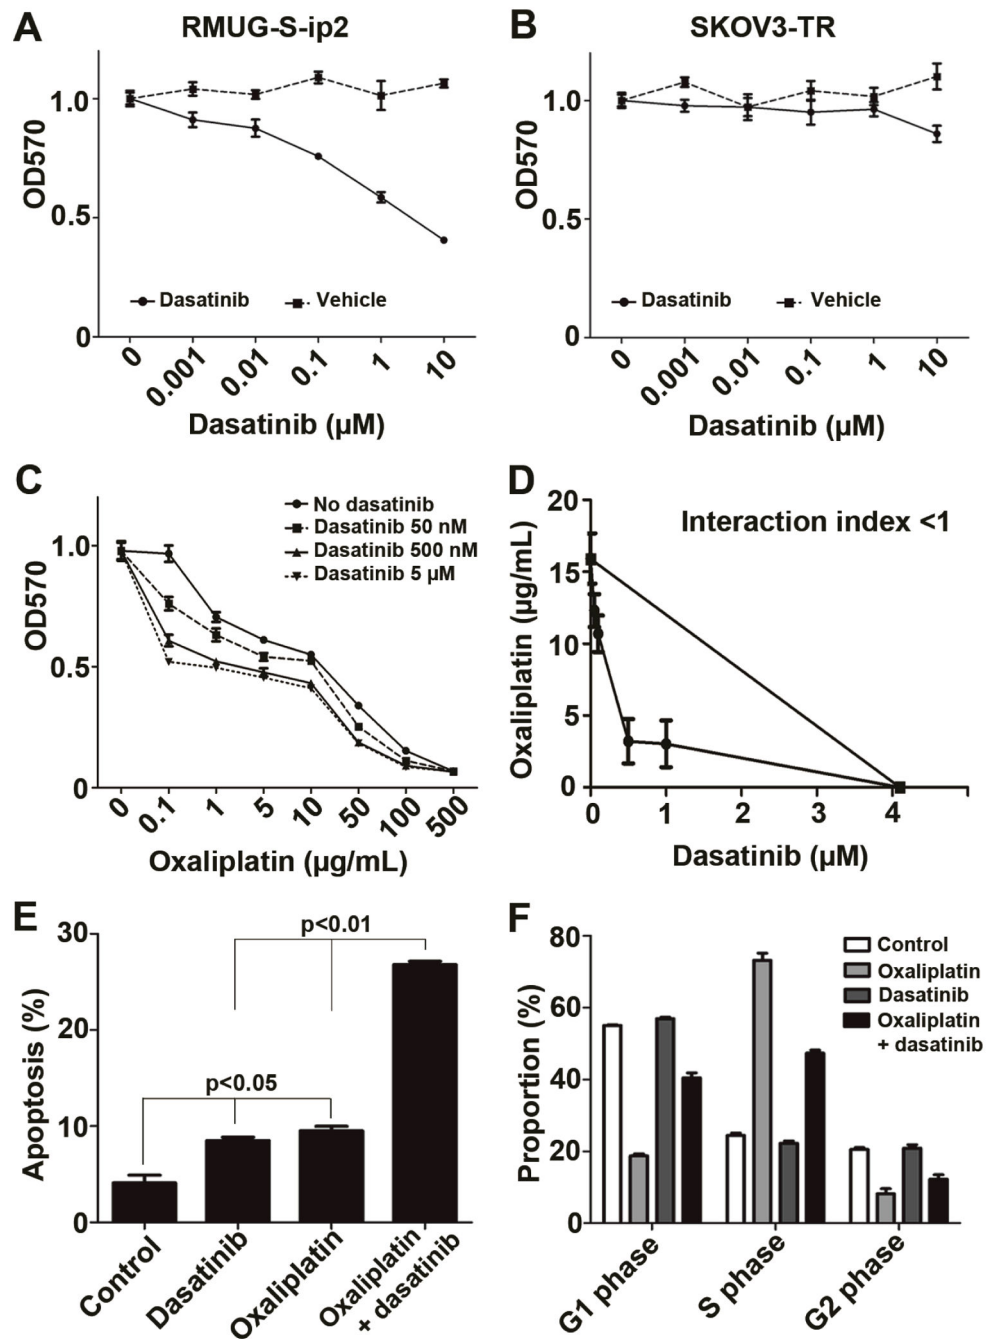 A
RMUG-S-ip2
OD570
1.0
0.5
0
Dasatinib
Vehicle
0
0.001
0.01
0.1
1
10
Dasatinib (µM)
B
SKOV3-TR
OD570
1.0
0.5
0
Dasatinib
Vehicle
0
0.001
0.01
0.1
1
10
Dasatinib (µM)
C
OD570
1.0
0.5
0
No dasatinib
Dasatinib 50 nM
Dasatinib 500 nM
Dasatinib 5 µM
0
0.1
1
5
10
50
100
500
Oxaliplatin (µg/mL)
D
Oxaliplatin (µg/mL)
20
15
10
5
0
Interaction index <1
0
1
2
3
4
Dasatinib (µM)
E
Apoptosis (%)
30
20
10
0
p<0.01
p<0.05
Control
Dasatinib
Oxaliplatin
Oxaliplatin
+ dasatinib
F
Proportion (%)
80
60
40
20
0
Control
Oxaliplatin
Dasatinib
Oxaliplatin
+ dasatinib
G1 phase
S phase
G2 phase